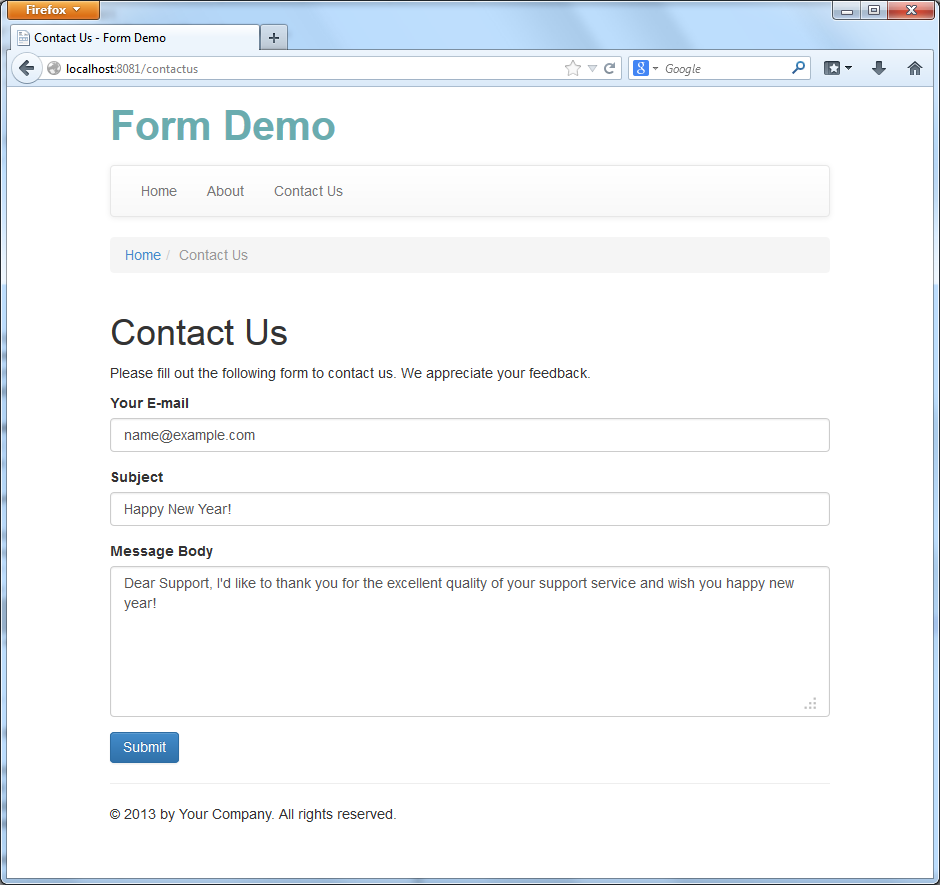 Firefox
Contact Us - Form Demo
localhost:8081/contactus
Google
Form Demo
Home About Contact Us
Home / Contact Us
Contact Us
Please fill out the following form to contact us. We appreciate your feedback.
Your E-mail
name@example.com
Subject
Happy New Year!
Message Body
Dear Support, I'd like to thank you for the excellent quality of your support service and wish you happy new
year!
Submit
© 2013 by Your Company. All rights reserved.